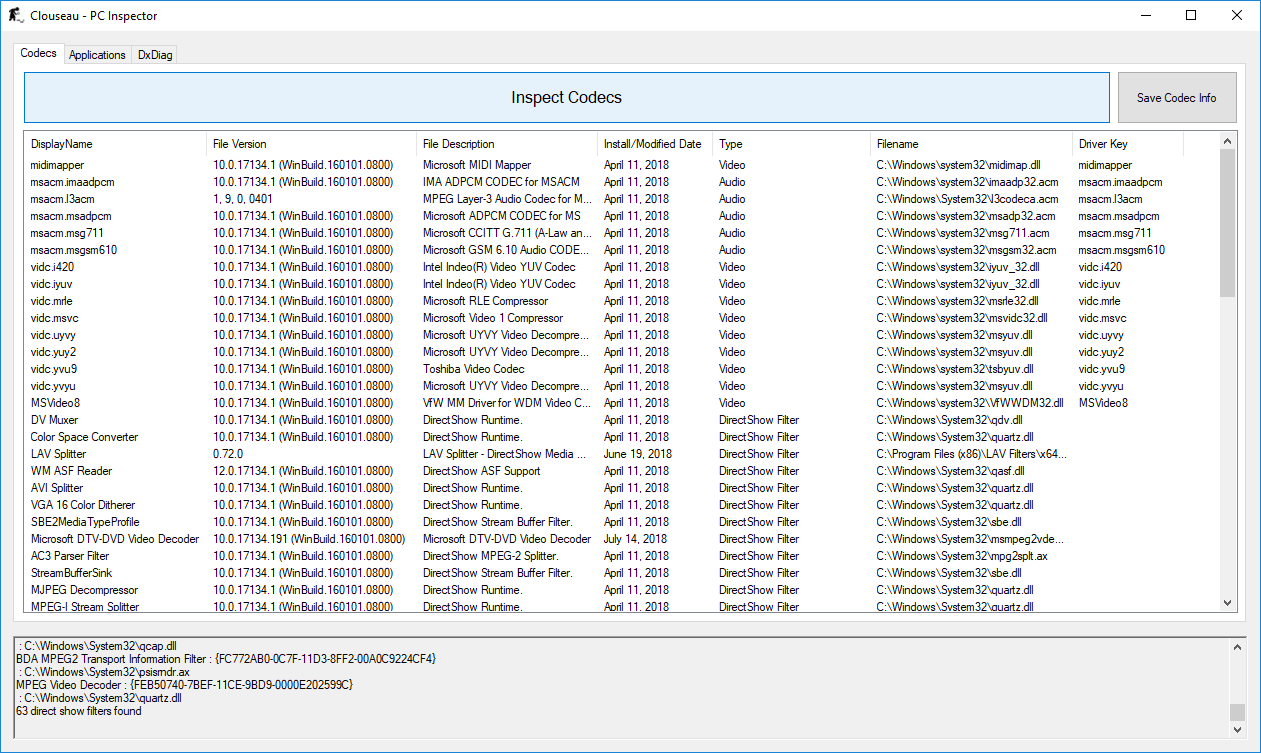 Clouseau - PC Inspector
Codecs Applications DxDiag
Inspect Codecs Save Codec Info
DisplayName File Version File Description Install/Modified Date Type Filename Driver Key
midimapper 10.0.17134.1 (WinBuild.160101.0800) Microsoft MIDI Mapper April 11, 2018 Video C:\Windows\system32\midimap.dll midimapper
msacm.imaadpcm 10.0.17134.1 (WinBuild.160101.0800) IMA ADPCM CODEC for MSACM April 11, 2018 Audio C:\Windows\system32\imaadp32.acm msacm.imaadpcm
msacm.l3acm 1, 9, 0, 0401 MPEG Layer-3 Audio Codec for M... April 11, 2018 Audio C:\Windows\System32\l3codeca.acm msacm.l3acm
msacm.msadpcm 10.0.17134.1 (WinBuild.160101.0800) Microsoft ADPCM CODEC for MS April 11, 2018 Audio C:\Windows\system32\msadp32.acm msacm.msadpcm
msacm.msg711 10.0.17134.1 (WinBuild.160101.0800) Microsoft CCITT G.711 (A-Law an... April 11, 2018 Audio C:\Windows\system32\msg711.acm msacm.msg711
msacm.msgsm610 10.0.17134.1 (WinBuild.160101.0800) Microsoft GSM 6.10 Audio CODE... April 11, 2018 Audio C:\Windows\system32\msgsm32.acm msacm.msgsm610
vidc.i420 10.0.17134.1 (WinBuild.160101.0800) Intel Indeo(R) Video YUV Codec April 11, 2018 Video C:\Windows\system32\iyuv_32.dll vidc.i420
vidc.iyuv 10.0.17134.1 (WinBuild.160101.0800) Intel Indeo(R) Video YUV Codec April 11, 2018 Video C:\Windows\system32\iyuv_32.dll vidc.iyuv
vidc.mrle 10.0.17134.1 (WinBuild.160101.0800) Microsoft RLE Compressor April 11, 2018 Video C:\Windows\system32\msrle32.dll vidc.mrle
vidc.msvc 10.0.17134.1 (WinBuild.160101.0800) Microsoft Video 1 Compressor April 11, 2018 Video C:\Windows\system32\msvidc32.dll vidc.msvc
vidc.uyvy 10.0.17134.1 (WinBuild.160101.0800) Microsoft UYVY Video Decompre... April 11, 2018 Video C:\Windows\system32\msyuv.dll vidc.uyvy
vidc.yuy2 10.0.17134.1 (WinBuild.160101.0800) Microsoft UYVY Video Decompre... April 11, 2018 Video C:\Windows\system32\msyuv.dll vidc.yuy2
vidc.yvu9 10.0.17134.1 (WinBuild.160101.0800) Toshiba Video Codec April 11, 2018 Video C:\Windows\system32\tsbyuv.dll vidc.yvu9
vidc.yvyu 10.0.17134.1 (WinBuild.160101.0800) Microsoft UYVY Video Decompre... April 11, 2018 Video C:\Windows\system32\msyuv.dll vidc.yvyu
MSVideo8 10.0.17134.1 (WinBuild.160101.0800) VfW MM Driver for WDM Video C... April 11, 2018 Video C:\Windows\system32\VfWWDM32.dll MSVideo8
DV Muxer 10.0.17134.1 (WinBuild.160101.0800) DirectShow Runtime. April 11, 2018 DirectShow Filter C:\Windows\System32\qdv.dll
Color Space Converter 10.0.17134.1 (WinBuild.160101.0800) DirectShow Runtime. April 11, 2018 DirectShow Filter C:\Windows\System32\quartz.dll
LAV Splitter 0.72.0 LAV Splitter - DirectShow Media ... June 19, 2018 DirectShow Filter C:\Program Files (x86)\LAV Filters\x64...
WM ASF Reader 12.0.17134.1 (WinBuild.160101.0800) DirectShow ASF Support April 11, 2018 DirectShow Filter C:\Windows\System32\qasf.dll
AVI Splitter 10.0.17134.1 (WinBuild.160101.0800) DirectShow Runtime. April 11, 2018 DirectShow Filter C:\Windows\System32\quartz.dll
VGA 16 Color Ditherer 10.0.17134.1 (WinBuild.160101.0800) DirectShow Runtime. April 11, 2018 DirectShow Filter C:\Windows\System32\quartz.dll
SBE2MediaTypeProfile 10.0.17134.1 (WinBuild.160101.0800) DirectShow Stream Buffer Filter. April 11, 2018 DirectShow Filter C:\Windows\System32\sbe.dll
Microsoft DTV-DVD Video Decoder 10.0.17134.191 (WinBuild.160101.0800) Microsoft DTV-DVD Video Decoder July 14, 2018 DirectShow Filter C:\Windows\System32\msmpeg2vde...
AC3 Parser Filter 10.0.17134.1 (WinBuild.160101.0800) DirectShow MPEG-2 Splitter. April 11, 2018 DirectShow Filter C:\Windows\System32\mpg2splt.ax
StreamBufferSink 10.0.17134.1 (WinBuild.160101.0800) DirectShow Stream Buffer Filter. April 11, 2018 DirectShow Filter C:\Windows\System32\sbe.dll
MJPEG Decompressor 10.0.17134.1 (WinBuild.160101.0800) DirectShow Runtime. April 11, 2018 DirectShow Filter C:\Windows\System32\quartz.dll
MPEG-I Stream Splitter 10.0.17134.1 (WinBuild.160101.0800) DirectShow Runtime. April 11, 2018 DirectShow Filter C:\Windows\System32\quartz.dll
: C:\Windows\System32\qcap.dll
BDA MPEG2 Transport Information Filter : {FC772AB0-0C7F-11D3-8FF2-00A0C9224CF4}
: C:\Windows\System32\psisrndr.ax
MPEG Video Decoder : {FEB50740-7BEF-11CE-9BD9-0000E202599C}
: C:\Windows\System32\quartz.dll
63 direct show filters found